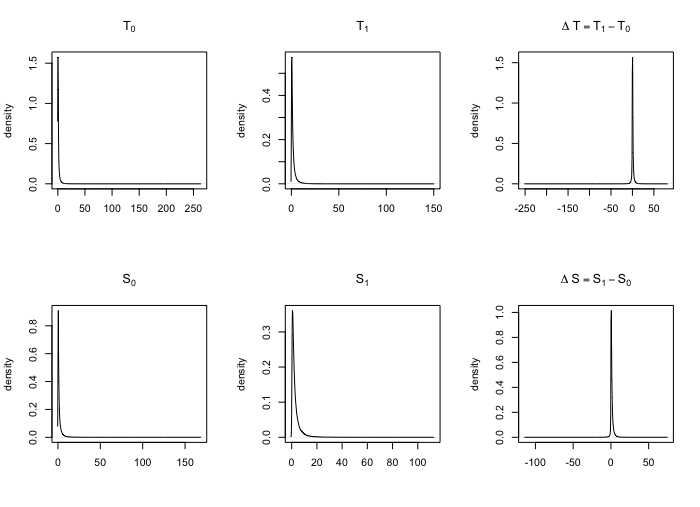 T₀
density
0.0 0.5 1.0 1.5
0 50 100 150 200 250
T₁
density
0.0 0.2 0.4
0 50 100 150
Δ T = T₁ − T₀
density
0.0 0.5 1.0 1.5
-250 -150 -50 0 50
S₀
density
0.0 0.2 0.4 0.6 0.8
0 50 100 150
S₁
density
0.0 0.1 0.2 0.3
0 20 40 60 80 100
Δ S = S₁ − S₀
density
0.0 0.2 0.4 0.6 0.8 1.0
-100 -50 0 50